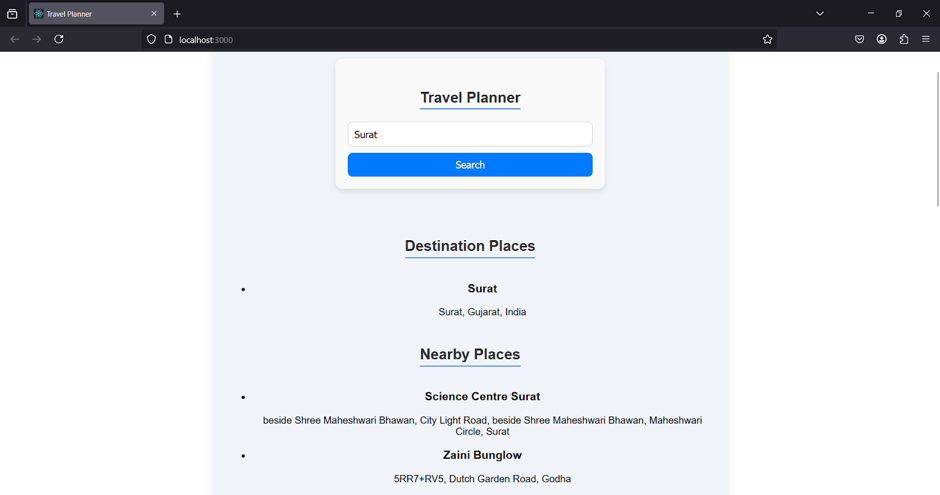 Travel Planner
localhost:3000
Travel Planner
Surat
Search
Destination Places
Surat
Surat, Gujarat, India
Nearby Places
Science Centre Surat
beside Shree Maheshwari Bhawan, City Light Road, beside Shree Maheshwari Bhawan, Maheshwari
Circle, Surat
Zaini Bunglow
5RR7+RV5, Dutch Garden Road, Godha